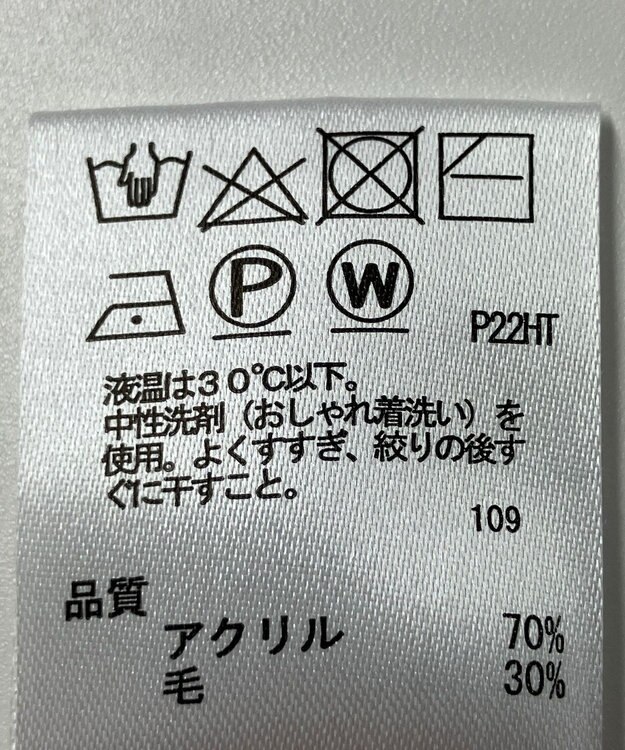 P W
P22HT
液温は３０℃以下。
中性洗剤（おしゃれ着洗い）を
使用。よくすすぎ、絞りの後す
ぐに干すこと。
109
品質
アクリル 70%
毛 30%